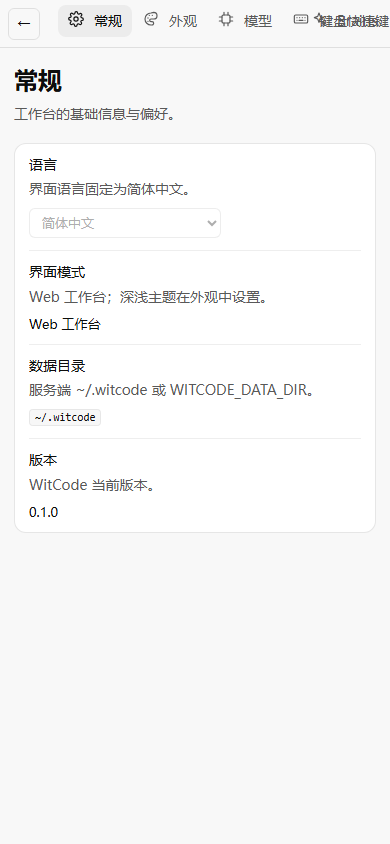 ←
常规
外观
模型
常规
工作台的基础信息与偏好。
语言
界面语言固定为简体中文。
简体中文
界面模式
Web 工作台；深浅主题在外观中设置。
Web 工作台
数据目录
服务端 ~/.witcode 或 WITCODE_DATA_DIR。
~/.witcode
版本
WitCode 当前版本。
0.1.0